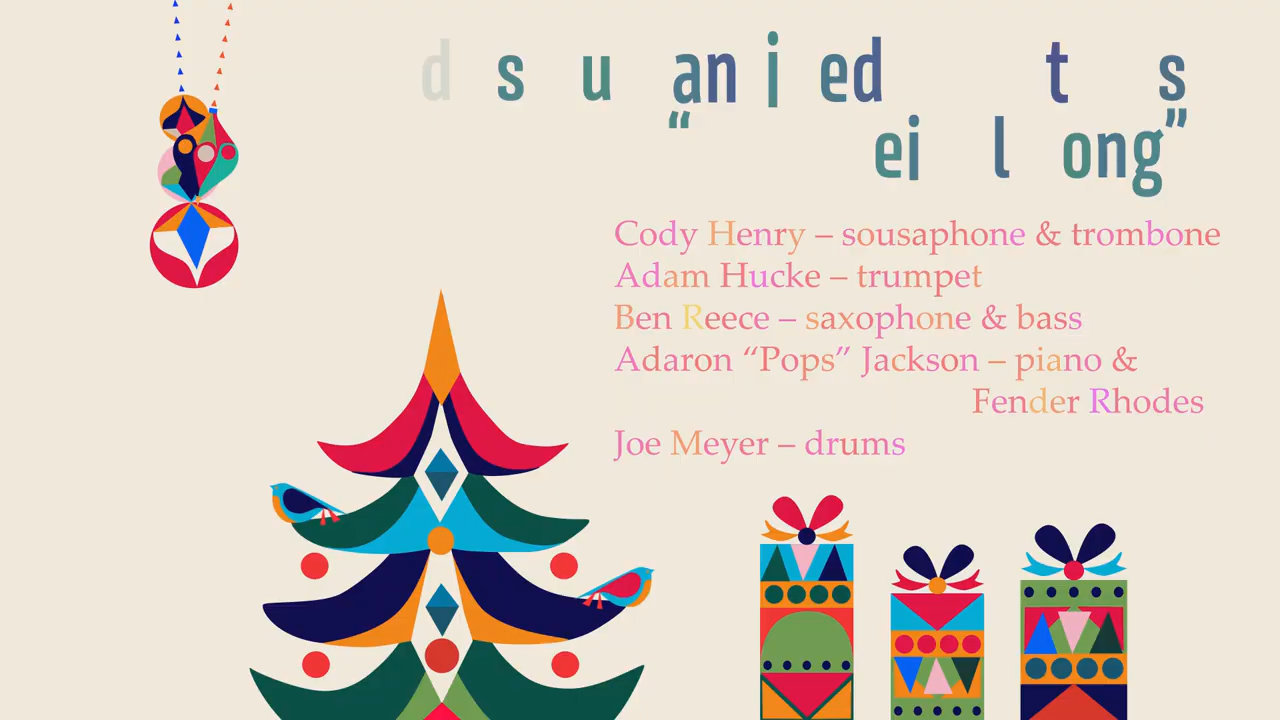 Cody Henry – sousaphone & trombone
Adam Hucke – trumpet
Ben Reece – saxophone & bass
Adaron “Pops” Jackson – piano &
Fender Rhodes
Joe Meyer – drums